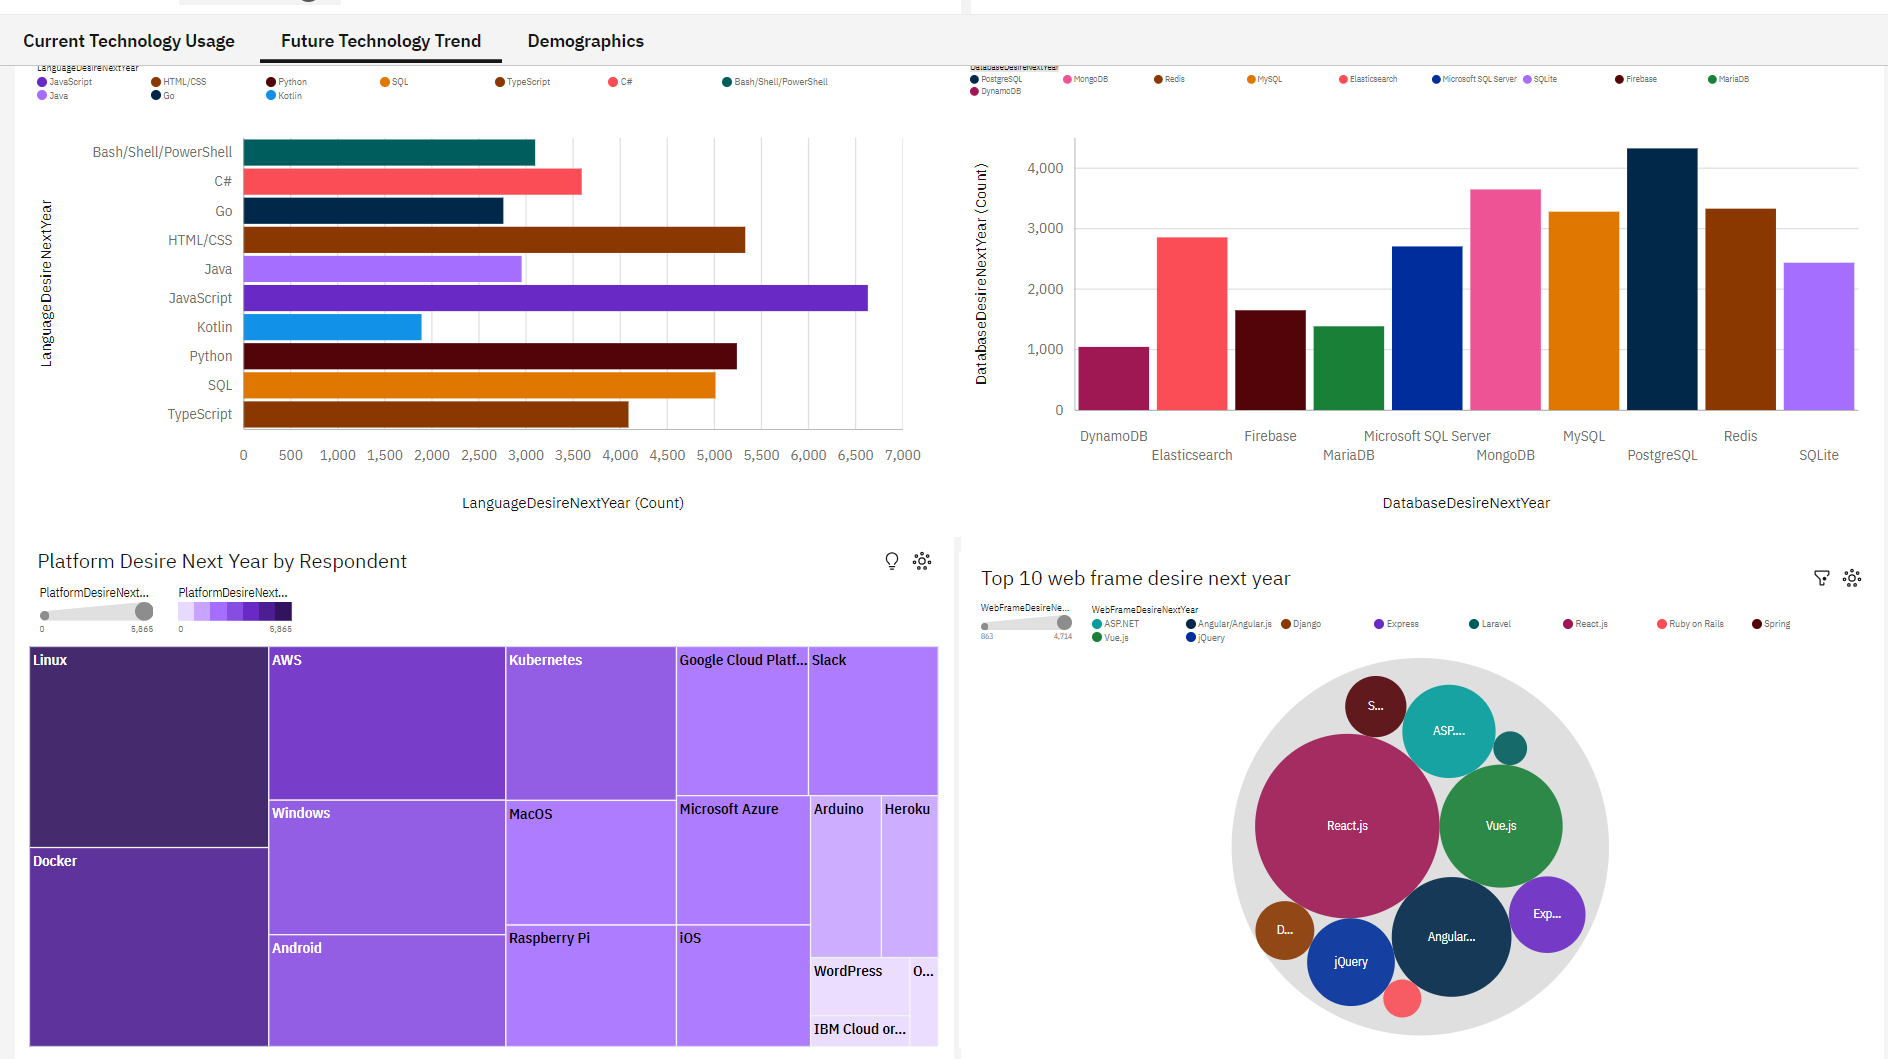 Current Technology Usage Future Technology Trend Demographics
LanguageDesireNextYear
JavaScript HTML/CSS Python SQL TypeScript C# Bash/Shell/PowerShell
Java Go Kotlin
LanguageDesireNextYear
Bash/Shell/PowerShell
C#
Go
HTML/CSS
Java
JavaScript
Kotlin
Python
SQL
TypeScript
0 500 1,000 1,500 2,000 2,500 3,000 3,500 4,000 4,500 5,000 5,500 6,000 6,500 7,000
LanguageDesireNextYear (Count)
DatabaseDesireNextYear
PostgreSQL MongoDB Redis MySQL Elasticsearch Microsoft SQL Server SQLite Firebase MariaDB
DynamoDB
DatabaseDesireNextYear (Count)
4,000
3,000
2,000
1,000
0
DynamoDB Firebase Microsoft SQL Server MySQL Redis
Elasticsearch MariaDB MongoDB PostgreSQL SQLite
DatabaseDesireNextYear
Platform Desire Next Year by Respondent
PlatformDesireNext... PlatformDesireNext...
0 5,865 0 5,865
Linux AWS Kubernetes Google Cloud Platf... Slack
Windows MacOS Microsoft Azure Arduino Heroku
Docker
Android Raspberry Pi iOS
WordPress O...
IBM Cloud or...
Top 10 web frame desire next year
WebFrameDesireNe... WebFrameDesireNextYear
ASP.NET Angular/Angular.js Django Express Laravel React.js Ruby on Rails Spring
863 4,714 Vue.js jQuery
S...
ASP....
React.js Vue.js
Exp...
D...
Angular...
jQuery